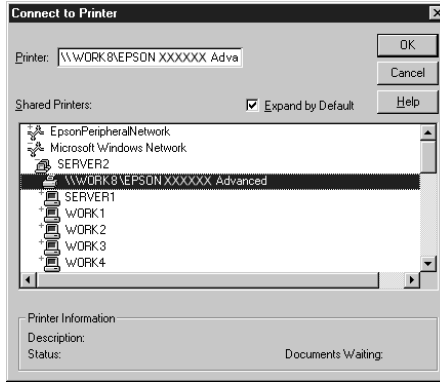 Connect to Printer
Printer: \\WORK8\EPSON XXXXXX Adva
OK
Cancel
Shared Printers:
Expand by Default
Help
EpsonPeripheralNetwork
Microsoft Windows Network
SERVER2
\\WORK8\EPSON XXXXXX Advanced
SERVER1
WORK1
WORK2
WORK3
WORK4
Printer Information
Description:
Status: Documents Waiting: